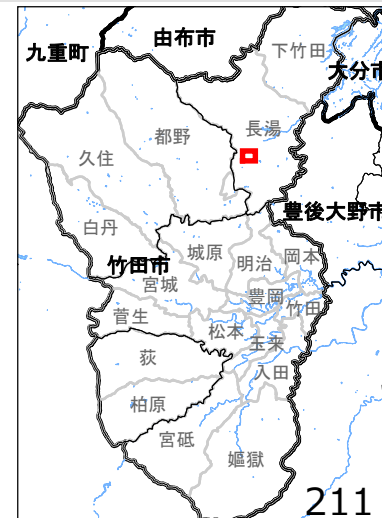 由布市
九重町
下竹田
大分市
長湯
都野
久住
豊後大野市
白丹
城原
岡本
明治
竹田市
宮城
豊岡
竹田
菅生
松本
玉来
荻
入田
柏原
宮砥
嫗獄
211